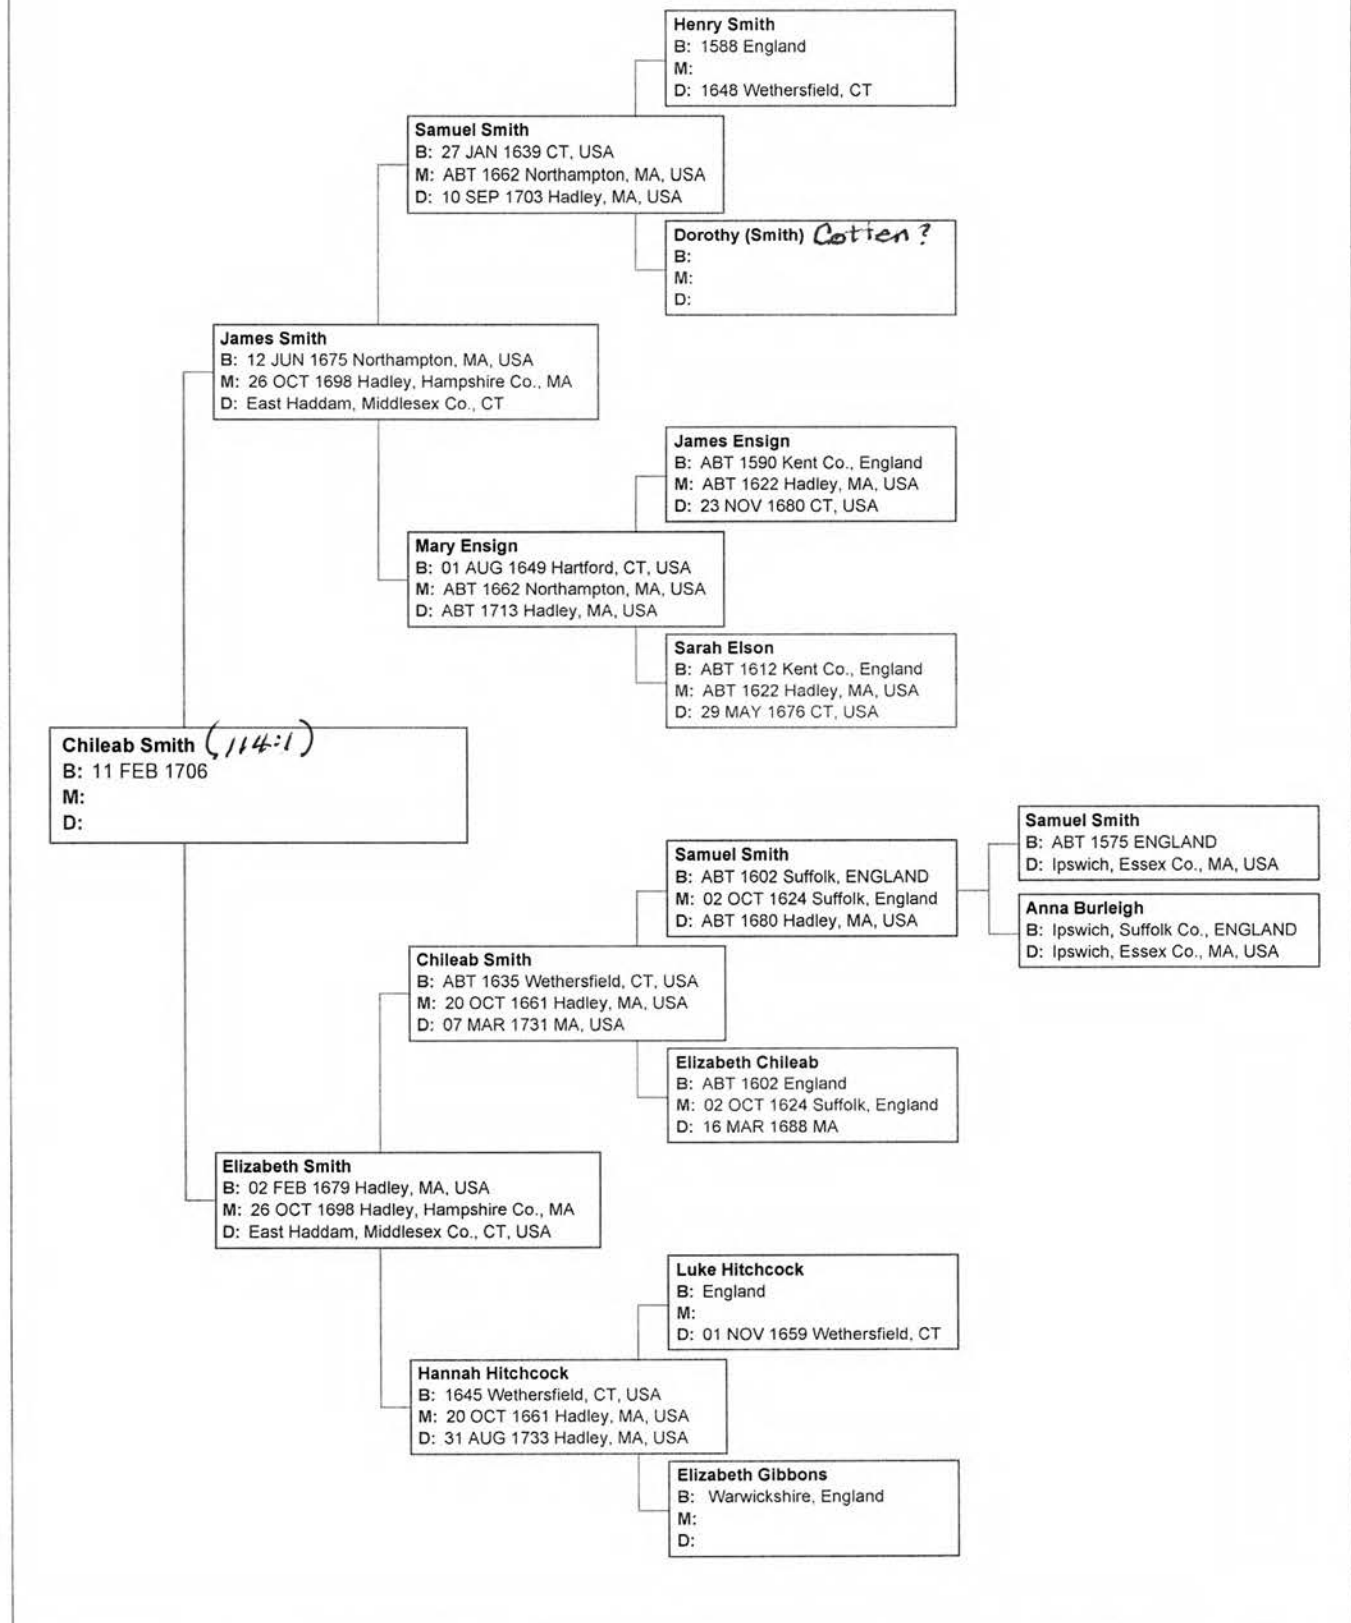 Henry Smith
B: 1588 England
M:
D: 1648 Wethersfield, CT
Samuel Smith
B: 27 JAN 1639 CT, USA
M: ABT 1662 Northampton, MA, USA
D: 10 SEP 1703 Hadley, MA, USA
Dorothy (Smith) Cotten?
B:
M:
D:
James Smith
B: 12 JUN 1675 Northampton, MA, USA
M: 26 OCT 1698 Hadley, Hampshire Co., MA
D: East Haddam, Middlesex Co., CT
James Ensign
B: ABT 1590 Kent Co., England
M: ABT 1622 Hadley, MA, USA
D: 23 NOV 1680 CT, USA
Mary Ensign
B: 01 AUG 1649 Hartford, CT, USA
M: ABT 1662 Northampton, MA, USA
D: ABT 1713 Hadley, MA, USA
Sarah Elson
B: ABT 1612 Kent Co., England
M: ABT 1622 Hadley, MA, USA
D: 29 MAY 1676 CT, USA
Chileab Smith (114:1)
B: 11 FEB 1706
M:
D:
Samuel Smith
B: ABT 1602 Suffolk, ENGLAND
M: 02 OCT 1624 Suffolk, England
D: ABT 1680 Hadley, MA, USA
Samuel Smith
B: ABT 1575 ENGLAND
D: Ipswich, Essex Co., MA, USA
Anna Burleigh
B: Ipswich, Suffolk Co., ENGLAND
D: Ipswich, Essex Co., MA, USA
Chileab Smith
B: ABT 1635 Wethersfield, CT, USA
M: 20 OCT 1661 Hadley, MA, USA
D: 07 MAR 1731 MA, USA
Elizabeth Chileab
B: ABT 1602 England
M: 02 OCT 1624 Suffolk, England
D: 16 MAR 1688 MA
Elizabeth Smith
B: 02 FEB 1679 Hadley, MA, USA
M: 26 OCT 1698 Hadley, Hampshire Co., MA
D: East Haddam, Middlesex Co., CT, USA
Luke Hitchcock
B: England
M:
D: 01 NOV 1659 Wethersfield, CT
Hannah Hitchcock
B: 1645 Wethersfield, CT, USA
M: 20 OCT 1661 Hadley, MA, USA
D: 31 AUG 1733 Hadley, MA, USA
Elizabeth Gibbons
B: Warwickshire, England
M:
D: